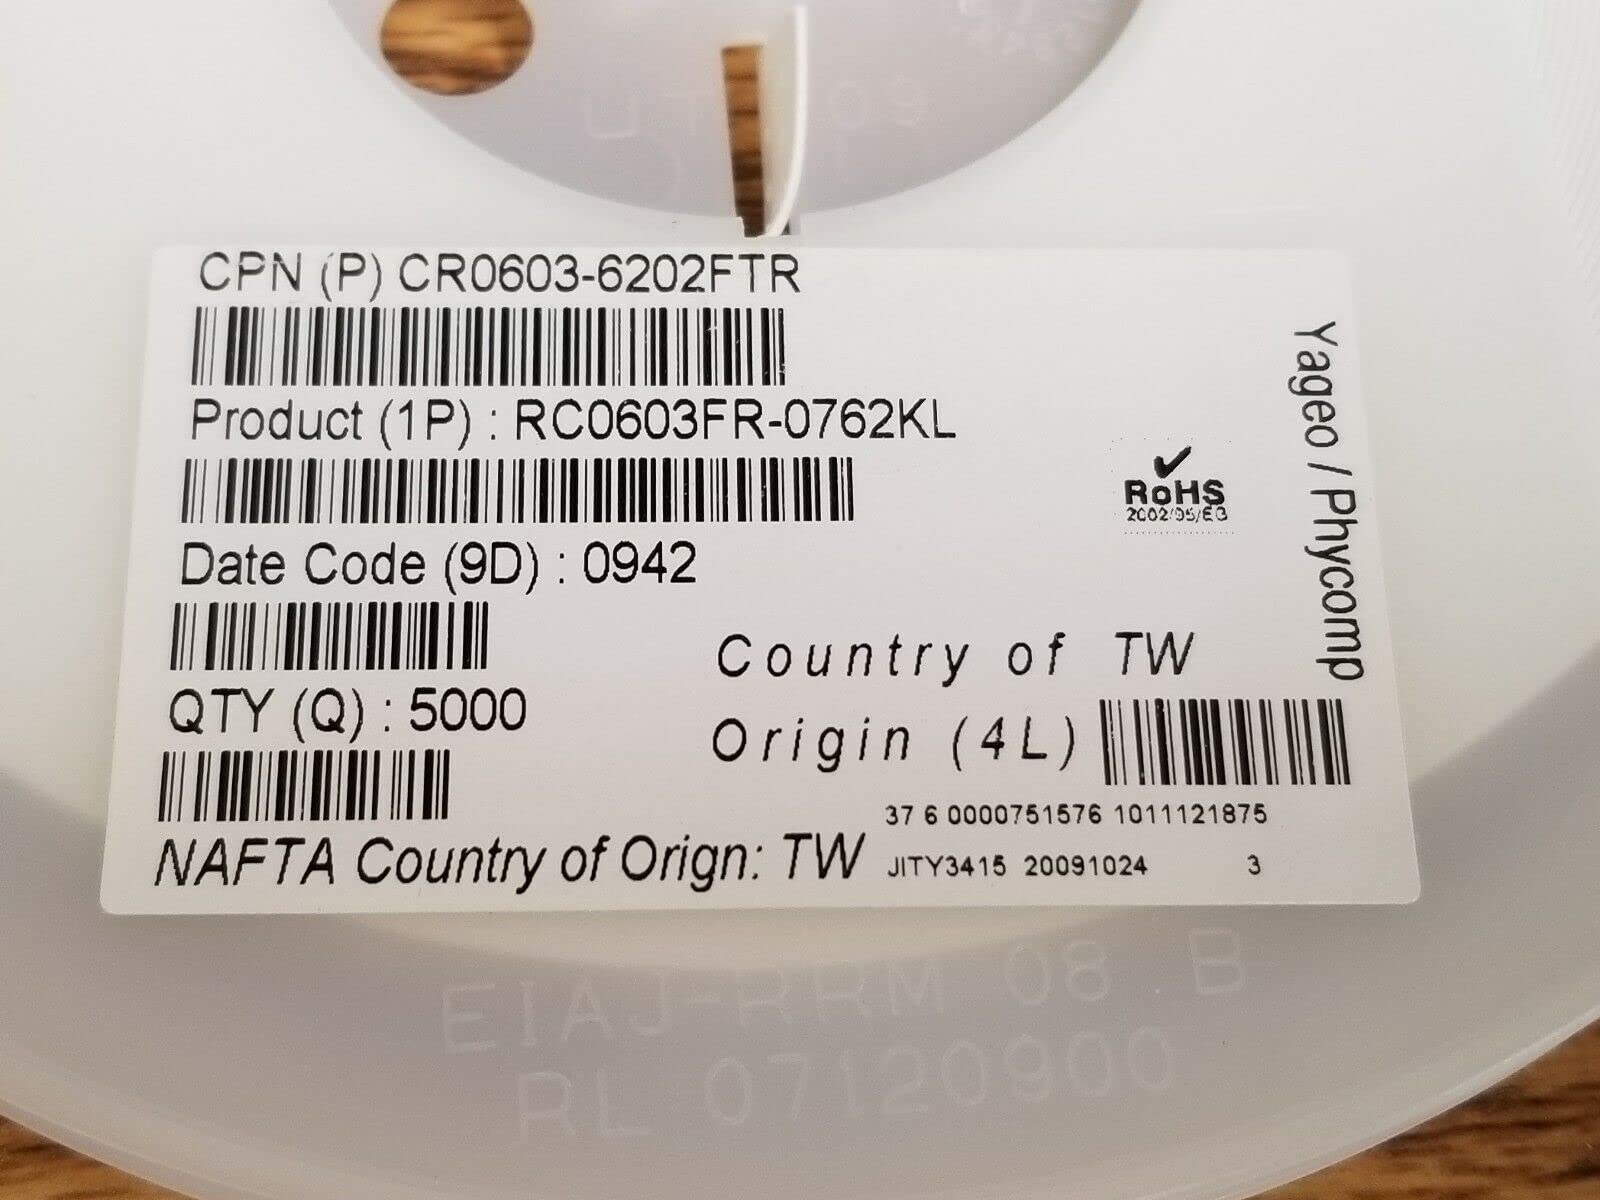 CPN (P) CR0603-6202FTR
Product (1P) : RC0603FR-0762KL
Date Code (9D) : 0942
QTY (Q) : 5000
NAFTA Country of Orign: TW
Country of TW
Origin (4L)
37 6 0000751576 1011121875
JITY3415 20091024 3
RoHS
2002/95/EC
Yageo / Phycomp
EIAJ-RRM 08 . B
RL 07120900